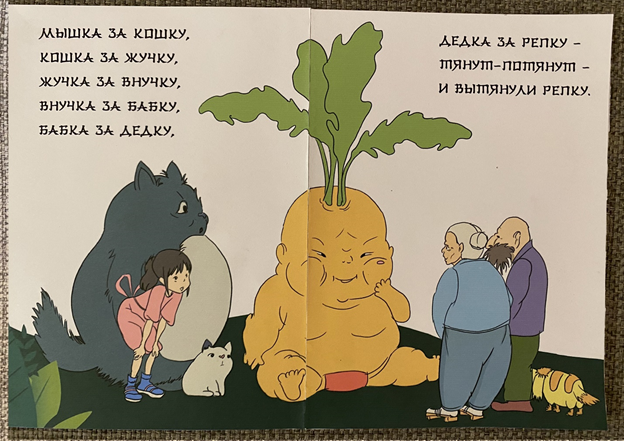 МЫШКА ЗА КОШКУ,
КОШКА ЗА ЖУЧКУ,
ЖУЧКА ЗА ВНУЧКУ,
ВНУЧКА ЗА БАБКУ,
БАБКА ЗА ДЕДКУ,
ДЕДКА ЗА РЕПКУ –
ТЯНУТ-ПОТЯНУТ –
И ВЫТЯНУЛИ РЕПКУ.